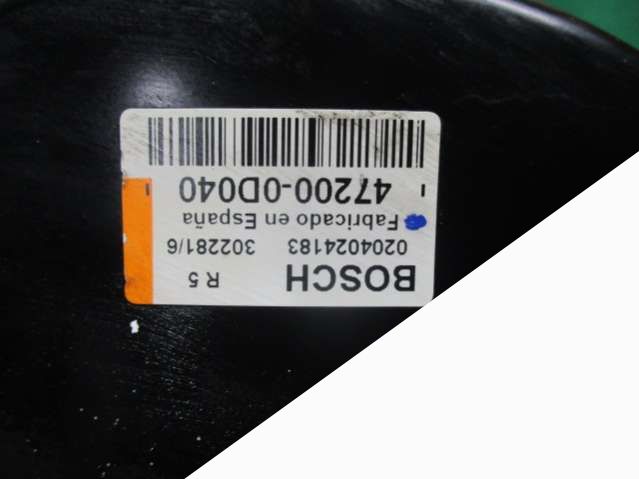 BOSCH R 5
0204024183 302281/6
Fabricado en España
47200-0D040